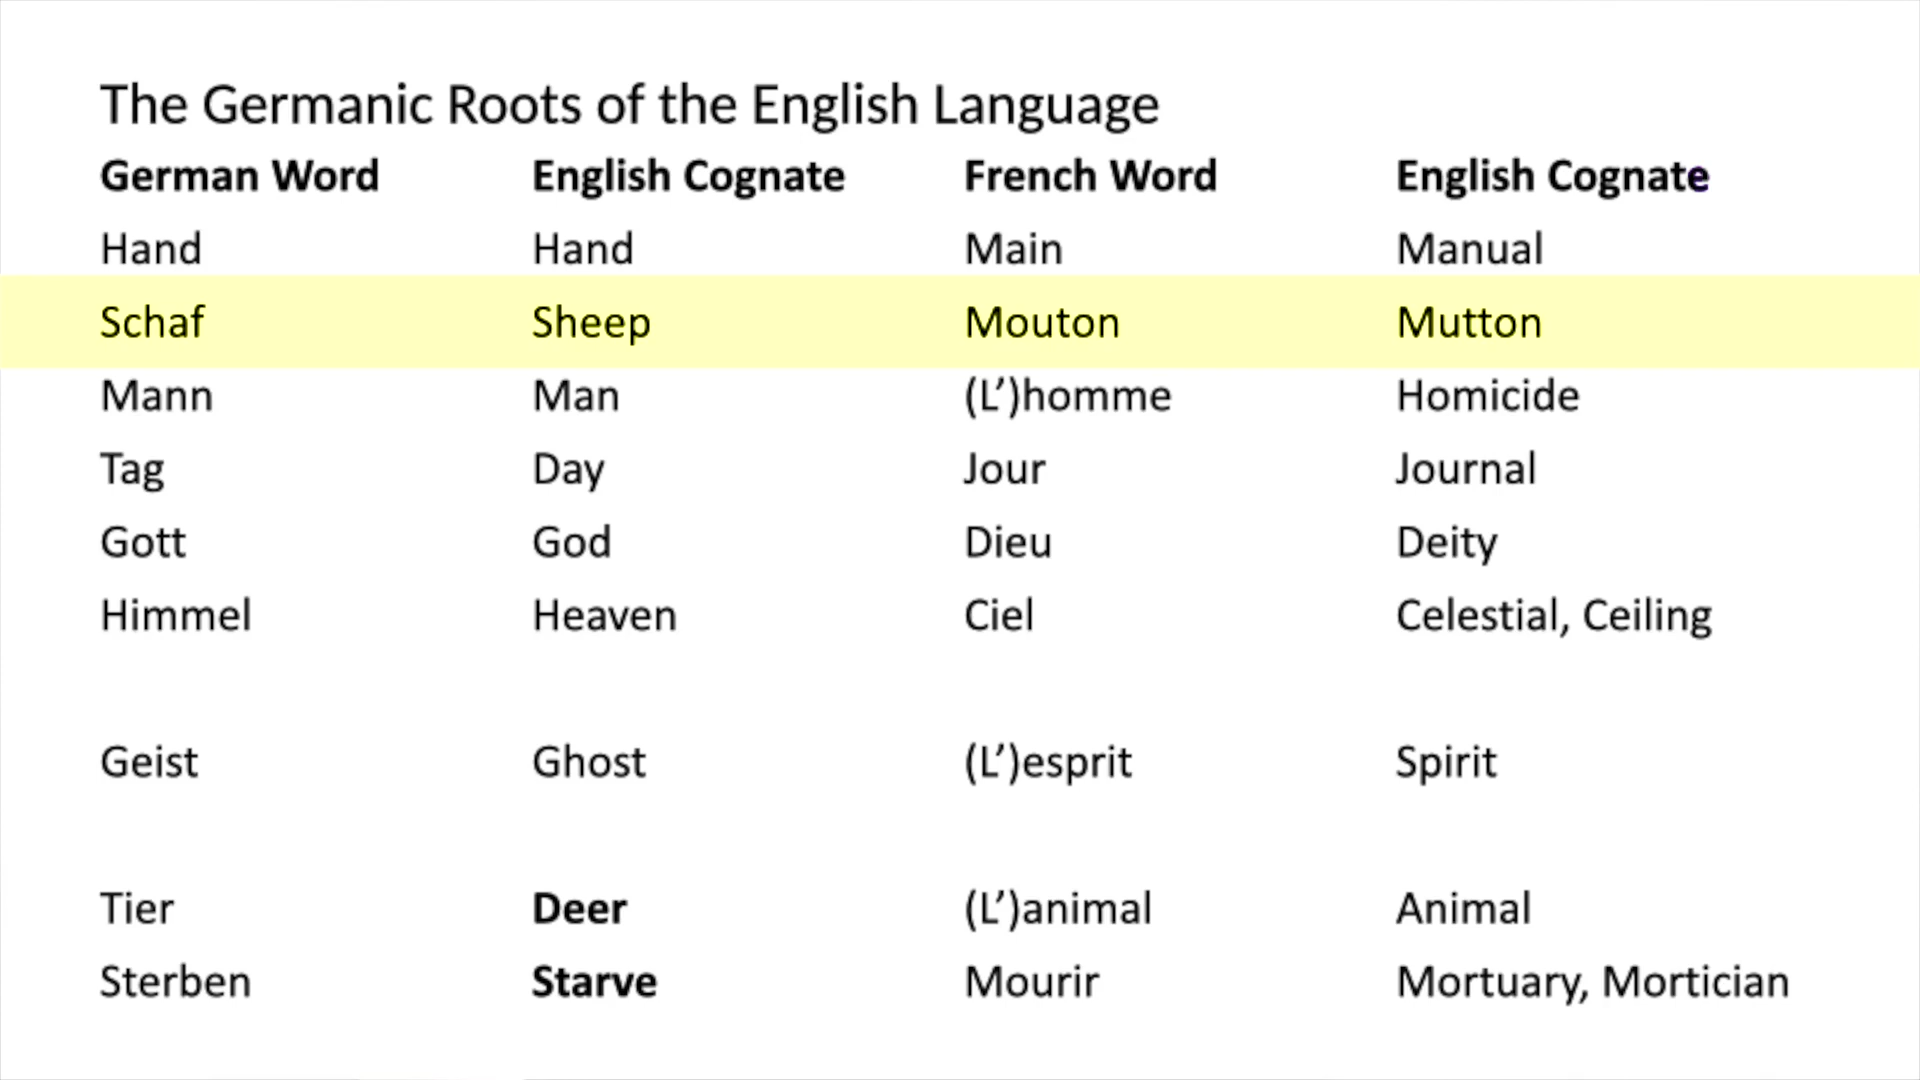 The Germanic Roots of the English Language
German Word English Cognate French Word English Cognate
Hand Hand Main Manual
Schaf Sheep Mouton Mutton
Mann Man (L’)homme Homicide
Tag Day Jour Journal
Gott God Dieu Deity
Himmel Heaven Ciel Celestial, Ceiling
Geist Ghost (L’)esprit Spirit
Tier Deer (L’)animal Animal
Sterben Starve Mourir Mortuary, Mortician